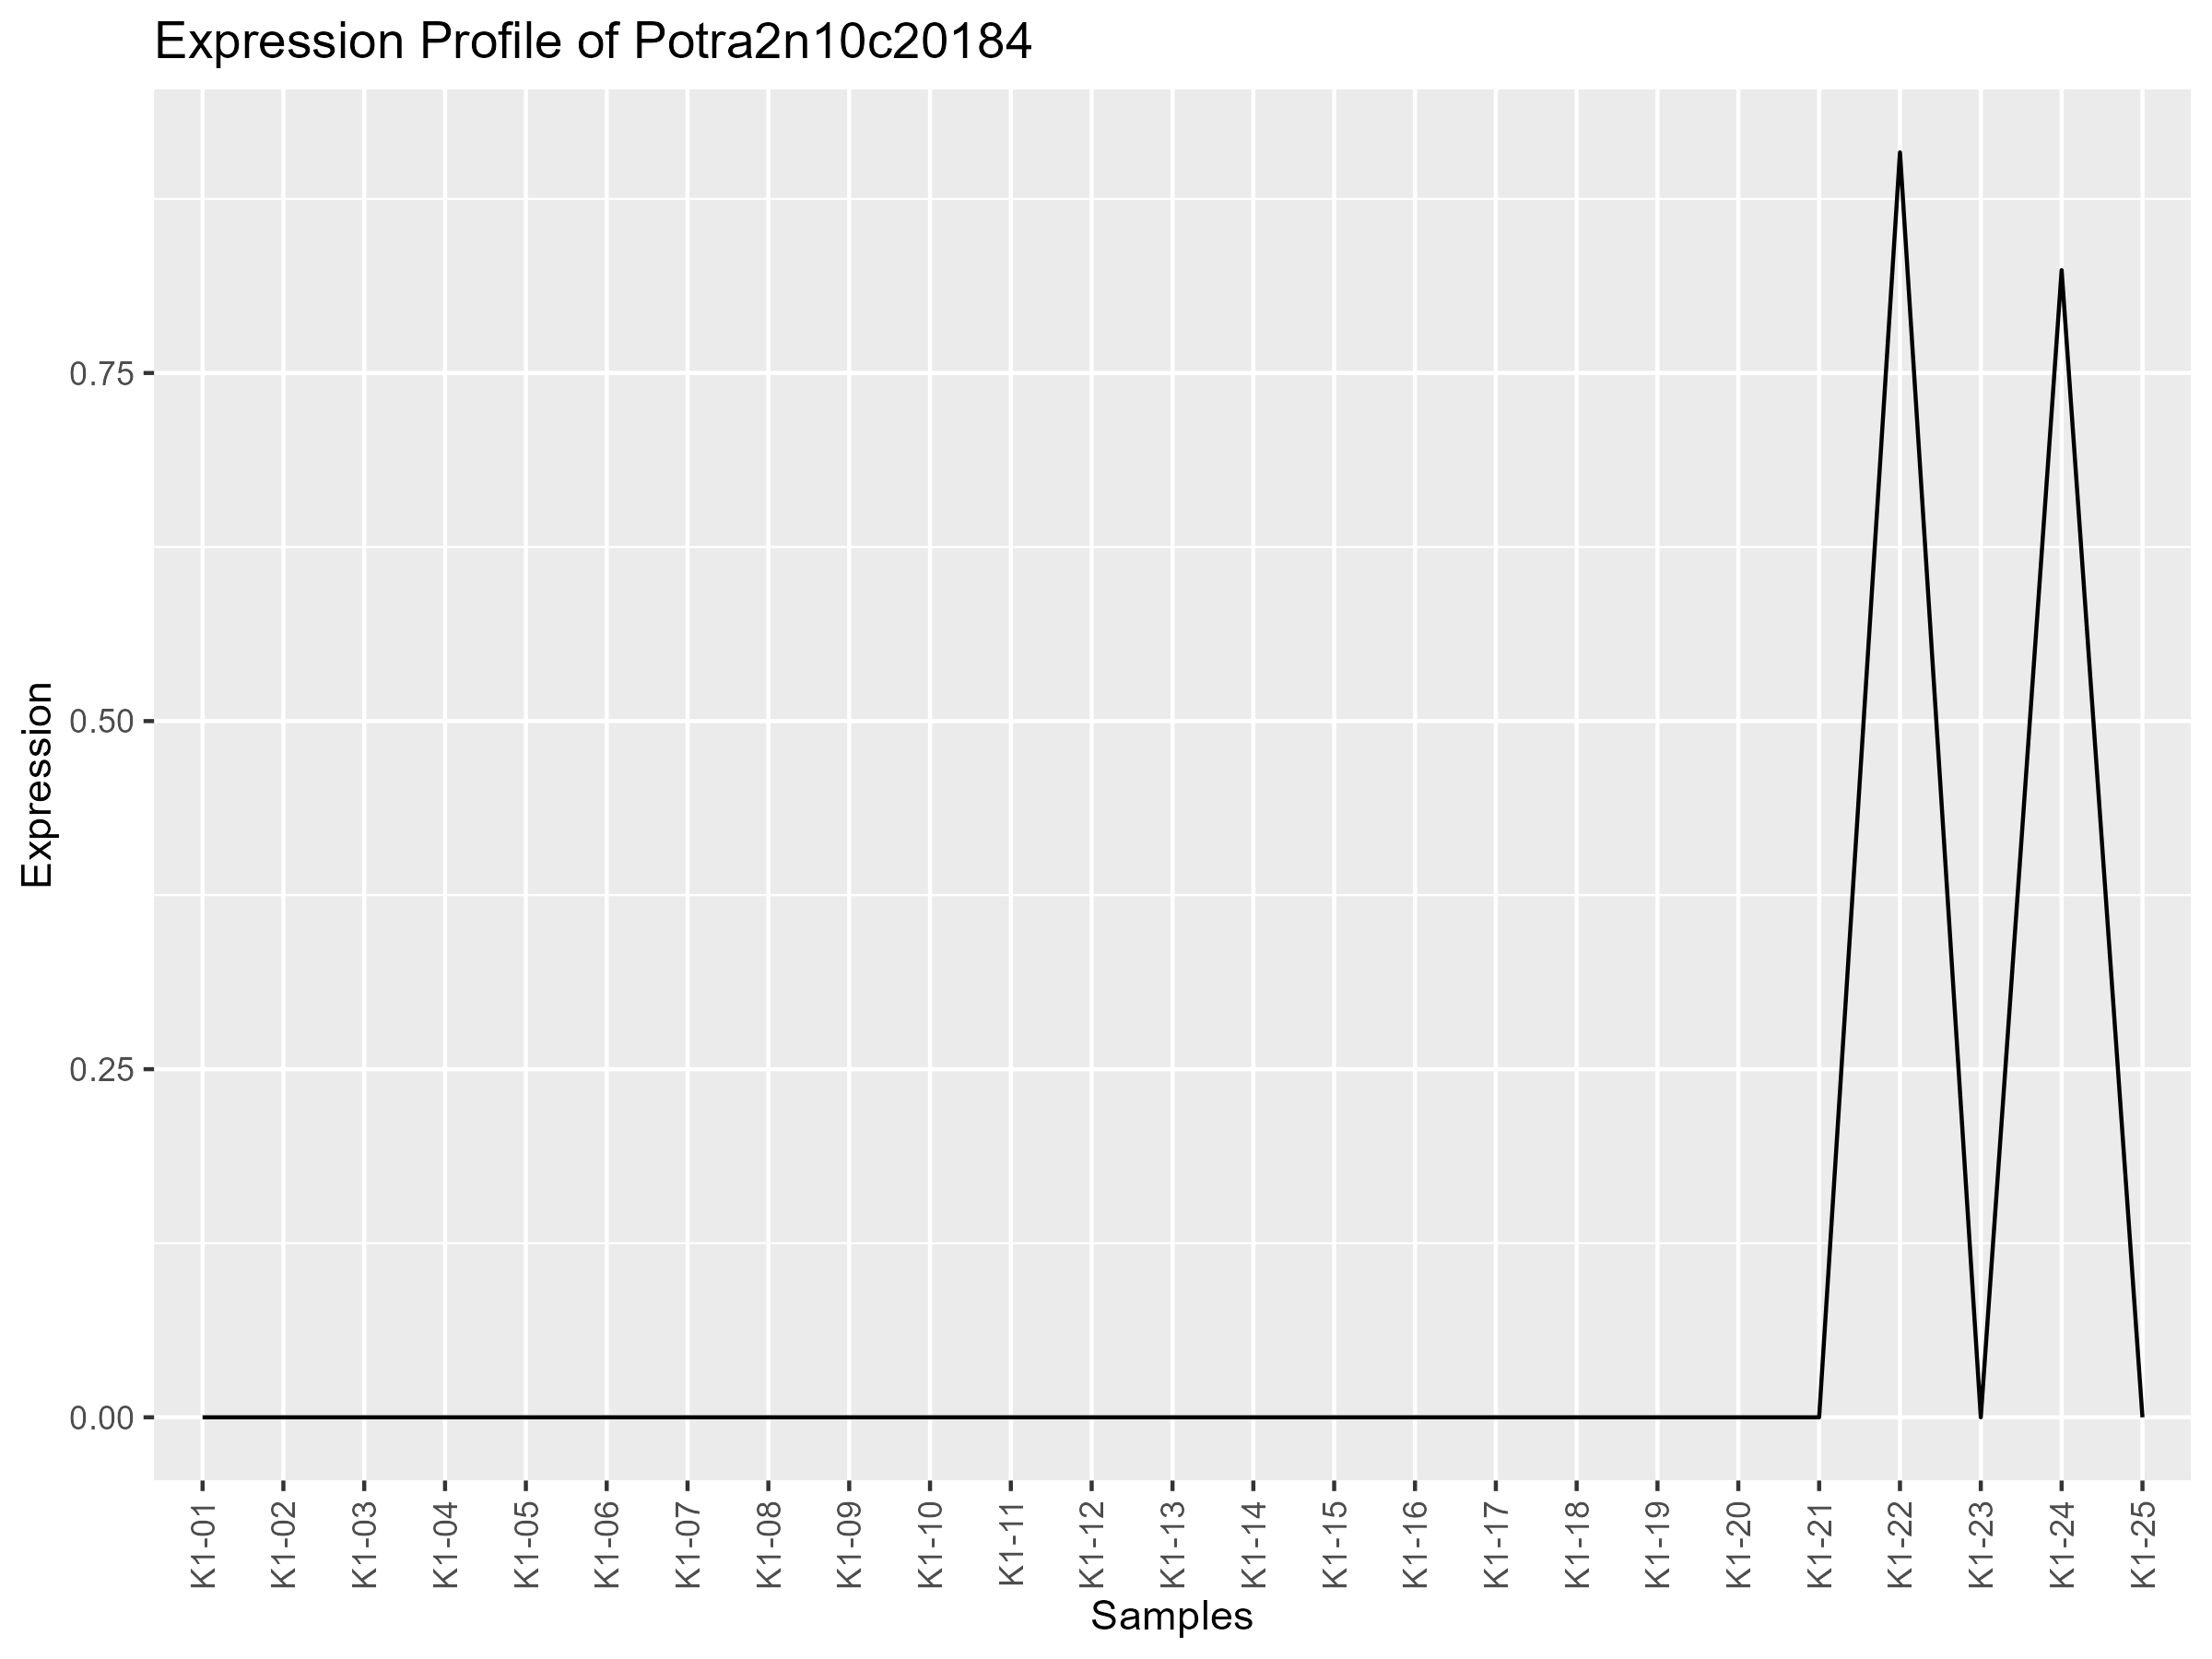 Expression Profile of Potra2n10c20184
Expression
0.75
0.50
0.25
0.00
K1-01
K1-02
K1-03
K1-04
K1-05
K1-06
K1-07
K1-08
K1-09
K1-10
K1-11
K1-12
K1-13
K1-14
K1-15
K1-16
K1-17
K1-18
K1-19
K1-20
K1-21
K1-22
K1-23
K1-24
K1-25
Samples